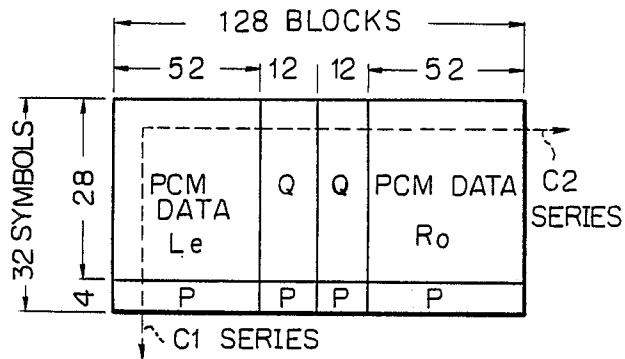 128 BLOCKS
52 12 12 52
32 SYMBOLS
28
4
PCM DATA Le
Q
Q
PCM DATA Ro
P P P P
C2 SERIES
C1 SERIES